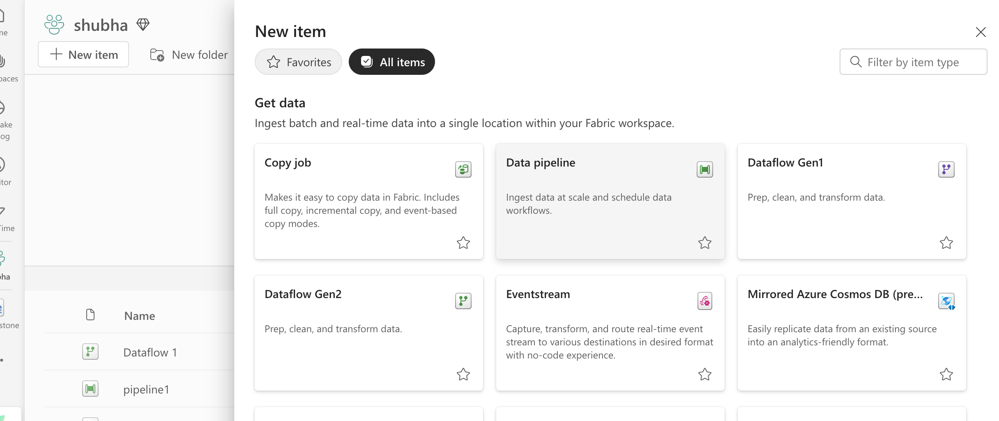 me
paces
ake
og
itor
Time
ha
stone
shubha
New item
New folder
Name
Dataflow 1
pipeline1
New item
Favorites
All items
Filter by item type
Get data
Ingest batch and real-time data into a single location within your Fabric workspace.
Copy job
Makes it easy to copy data in Fabric. Includes
full copy, incremental copy, and event-based
copy modes.
Data pipeline
Ingest data at scale and schedule data
workflows.
Dataflow Gen1
Prep, clean, and transform data.
Dataflow Gen2
Prep, clean, and transform data.
Eventstream
Capture, transform, and route real-time event
stream to various destinations in desired format
with no-code experience.
Mirrored Azure Cosmos DB (pre...
Easily replicate data from an existing source
into an analytics-friendly format.